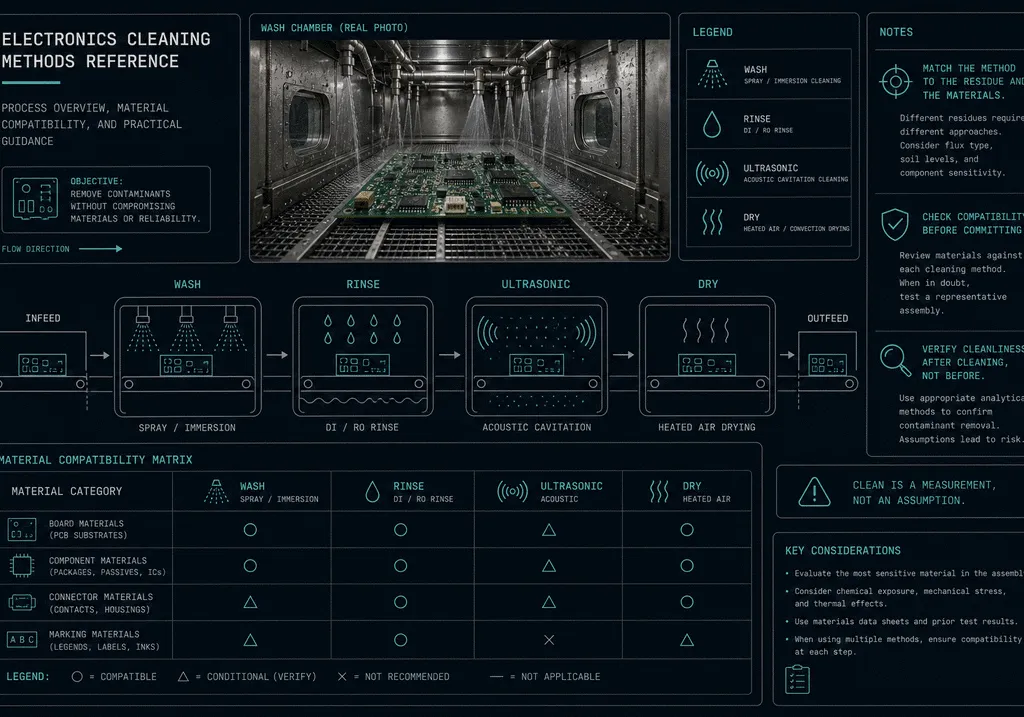 ELECTRONICS CLEANING
METHODS REFERENCE
PROCESS OVERVIEW, MATERIAL
COMPATIBILITY, AND PRACTICAL
GUIDANCE
OBJECTIVE:
REMOVE CONTAMINANTS
WITHOUT COMPROMISING
MATERIALS OR RELIABILITY.
FLOW DIRECTION
WASH CHAMBER (REAL PHOTO)
LEGEND
WASH
SPRAY / IMMERSION CLEANING
RINSE
DI / RO RINSE
ULTRASONIC
ACOUSTIC CAVITATION CLEANING
DRY
HEATED AIR / CONVECTION DRYING
NOTES
MATCH THE METHOD
TO THE RESIDUE AND
THE MATERIALS.
Different residues require
different approaches.
Consider flux type,
soil levels, and
component sensitivity.
CHECK COMPATIBILITY
BEFORE COMMITTING
Review materials against
each cleaning method.
When in doubt,
test a representative
assembly.
VERIFY CLEANLINESS
AFTER CLEANING,
NOT BEFORE.
Use appropriate analytica
methods to confirm
contaminant removal.
Assumptions lead to risk.
INFEED
WASH
SPRAY / IMMERSION
RINSE
DI / RO RINSE
ULTRASONIC
ACOUSTIC CAVITATION
DRY
HEATED AIR DRYING
OUTFEED
MATERIAL COMPATIBILITY MATRIX
MATERIAL CATEGORY
WASH
SPRAY / IMMERSION
RINSE
DI / RO RINSE
ULTRASONIC
ACOUSTIC
DRY
HEATED AIR
BOARD MATERIALS
(PCB SUBSTRATES)
COMPONENT MATERIALS
(PACKAGES, PASSIVES, ICs)
CONNECTOR MATERIALS
(CONTACTS, HOUSINGS)
ABC
MARKING MATERIALS
(LEGENDS, LABELS, INKS)
LEGEND:
= COMPATIBLE
= CONDITIONAL (VERIFY)
= NOT RECOMMENDED
= NOT APPLICABLE
CLEAN IS A MEASUREMENT,
NOT AN ASSUMPTION.
KEY CONSIDERATIONS
• Evaluate the most sensitive material in the assembly
• Consider chemical exposure, mechanical stress,
and thermal effects.
• Use materials data sheets and prior test results.
• When using multiple methods, ensure compatibility
at each step.